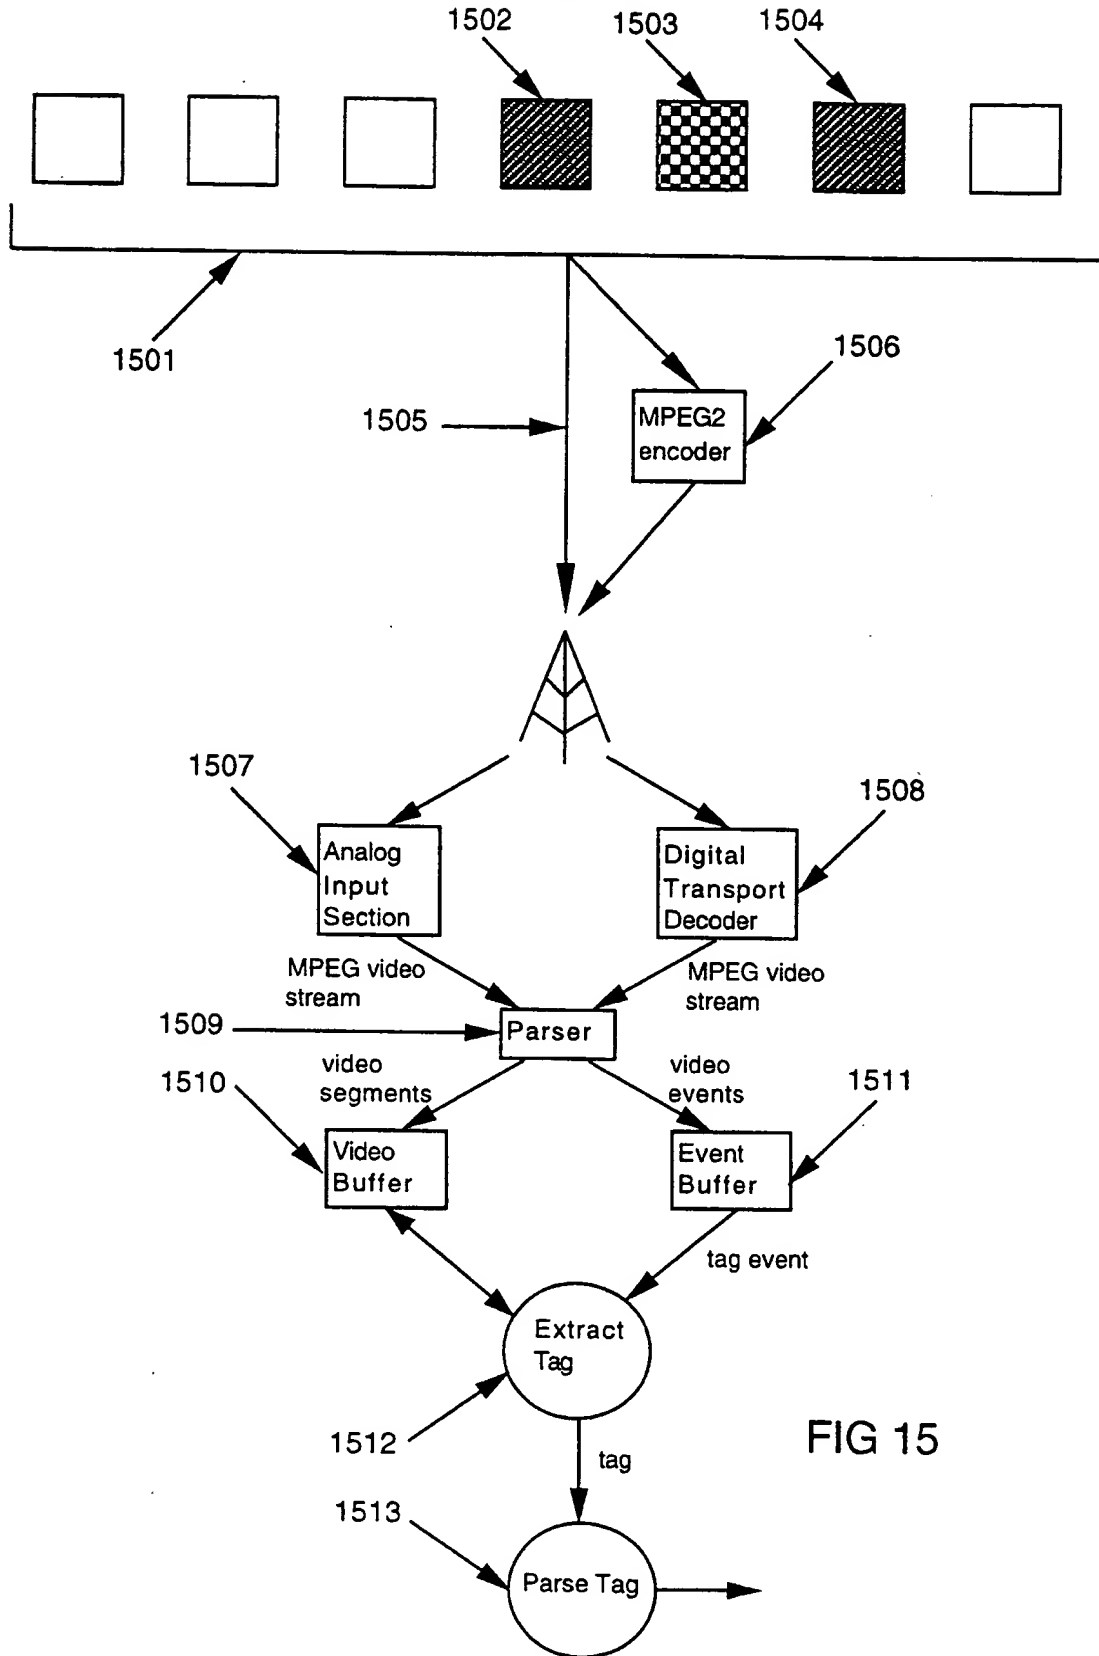 1502
1503
1504
1501
1506
1505
MPEG2
encoder
1507
1508
Analog
Input
Section
Digital
Transport
Decoder
MPEG video
stream
MPEG video
stream
1509
Parser
video
segments
video
events
1510
1511
Video
Buffer
Event
Buffer
tag event
Extract
Tag
1512
FIG 15
tag
1513
Parse Tag